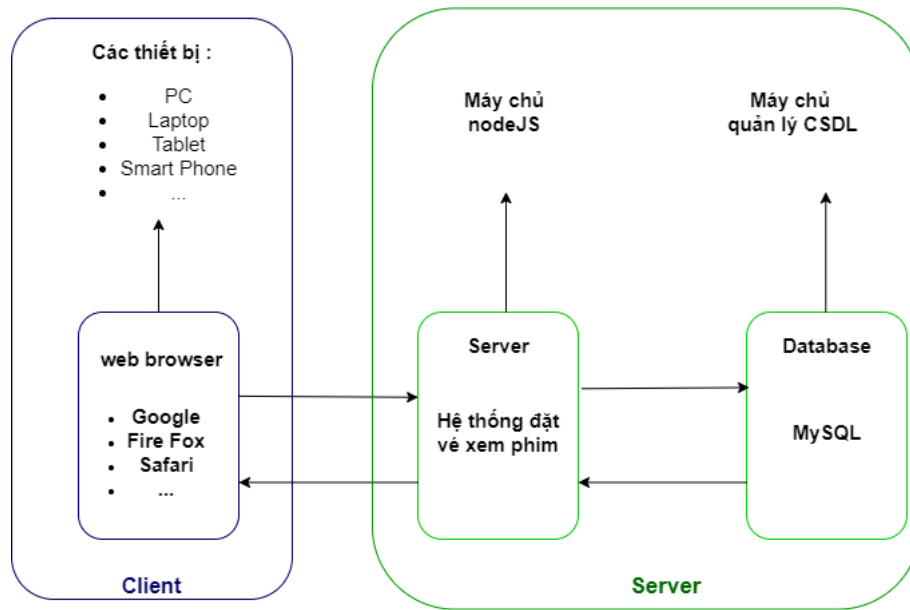 Các thiết bị :
PC
Laptop
Tablet
Smart Phone
...
web browser
Google
Fire Fox
Safari
...
Client
Máy chủ
nodeJS
Máy chủ
quản lý CSDL
Server
Hệ thống đặt
vé xem phim
Database
MySQL
Server